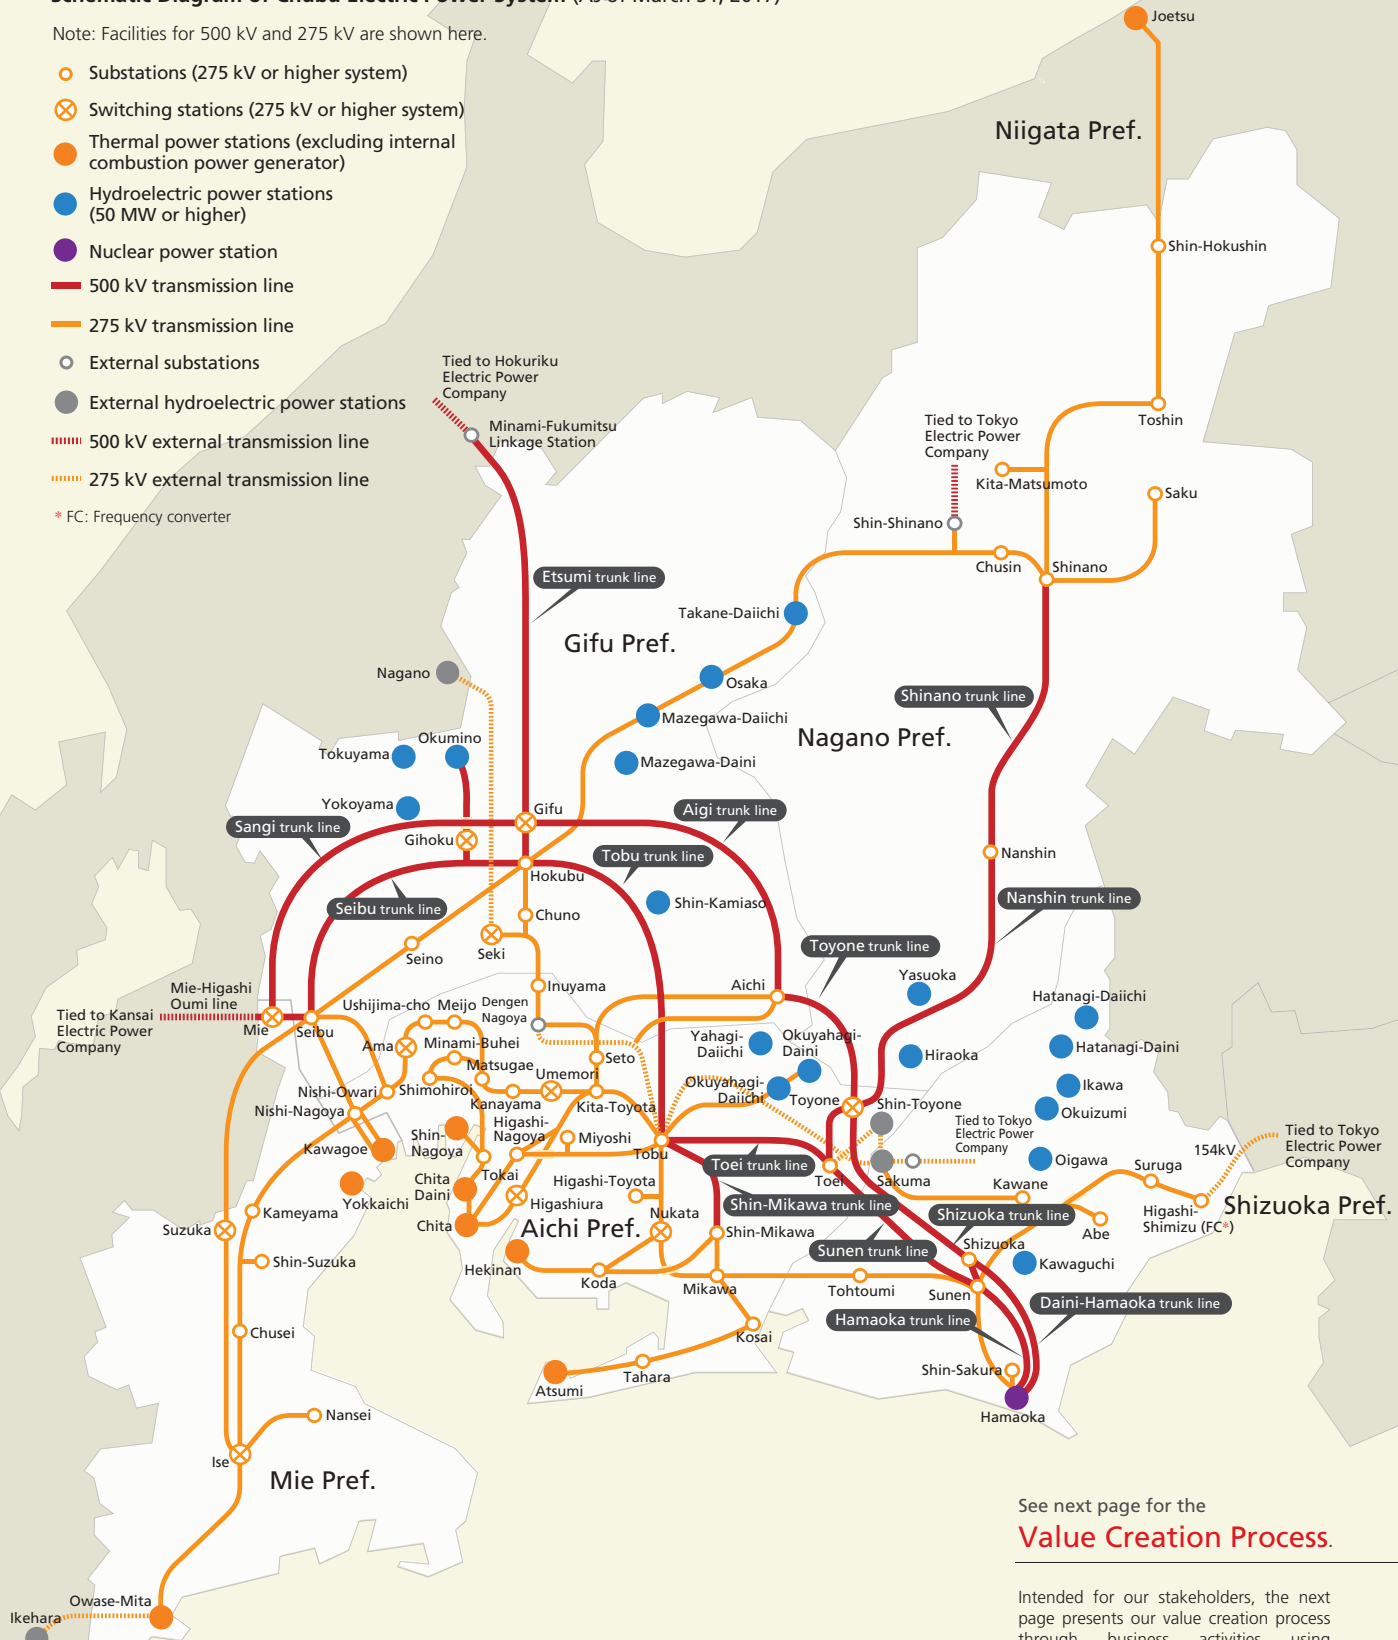 Schematic Diagram of Chubu Electric Power System (As of March 31, 2017)
Note: Facilities for 500 kV and 275 kV are shown here.
Substations (275 kV or higher system)
Switching stations (275 kV or higher system)
Thermal power stations (excluding internal
combustion power generator)
Hydroelectric power stations
(50 MW or higher)
Nuclear power station
500 kV transmission line
275 kV transmission line
External substations
External hydroelectric power stations
500 kV external transmission line
275 kV external transmission line
* FC: Frequency converter
Joetsu
Niigata Pref.
Shin-Hokushin
Toshin
Tied to Hokuriku
Electric Power
Company
Minami-Fukumitsu
Linkage Station
Tied to Tokyo
Electric Power
Company
Kita-Matsumoto
Saku
Shin-Shinano
Chusin
Shinano
Etsumi trunk line
Takane-Daiichi
Gifu Pref.
Nagano
Osaka
Shinano trunk line
Mazegawa-Daiichi
Nagano Pref.
Okumino
Tokuyama
Mazegawa-Daini
Yokoyama
Gifu
Aigi trunk line
Sangi trunk line
Gihoku
Tobu trunk line
Nanshin
Hokubu
Seibu trunk line
Shin-Kamiaso
Nanshin trunk line
Chuno
Seki
Seino
Toyone trunk line
Yasuoka
Aichi
Inuyama
Mie-Higashi
Oumi line
Tied to Kansai
Electric Power
Company
Mie
Seibu
Ushijima-cho
Meijo
Dengen
Nagoya
Hatanagi-Daiichi
Ama
Minami-Buhei
Matsugae
Seto
Yahagi-
Daiichi
Okuyahagi-
Daini
Hatanagi-Daini
Hiraoka
Umemori
Nishi-Owari
Shimohiroi
Kanayama
Kita-Toyota
Okuyahagi-
Daiichi
Toyone
Shin-Toyone
Ikawa
Okuizumi
Nishi-Nagoya
Higashi-
Nagoya
Miyoshi
Tied to Tokyo
Electric Power
Company
Kawagoe
Shin-
Nagoya
Tobu
Toei trunk line
Toei
Sakuma
Oigawa
154kV
Tied to Tokyo
Electric Power
Company
Suruga
Tokai
Chita
Daini
Higashi-Toyota
Yokkaichi
Higashiura
Shin-Mikawa trunk line
Kawane
Shizuoka Pref.
Kameyama
Chita
Nukata
Shizuoka trunk line
Higashi-
Shimizu (FC*)
Suzuka
Aichi Pref.
Shin-Mikawa
Abe
Sunen trunk line
Shizuoka
Shin-Suzuka
Hekinan
Koda
Kawaguchi
Mikawa
Tohtoumi
Sunen
Daini-Hamaoka trunk line
Hamaoka trunk line
Chusei
Kosai
Tahara
Atsumi
Shin-Sakura
Hamaoka
Nansei
Ise
Mie Pref.
Owase-Mita
Ikehara
See next page for the
Value Creation Process.
Intended for our stakeholders, the next
page presents our value creation process
through business activities using